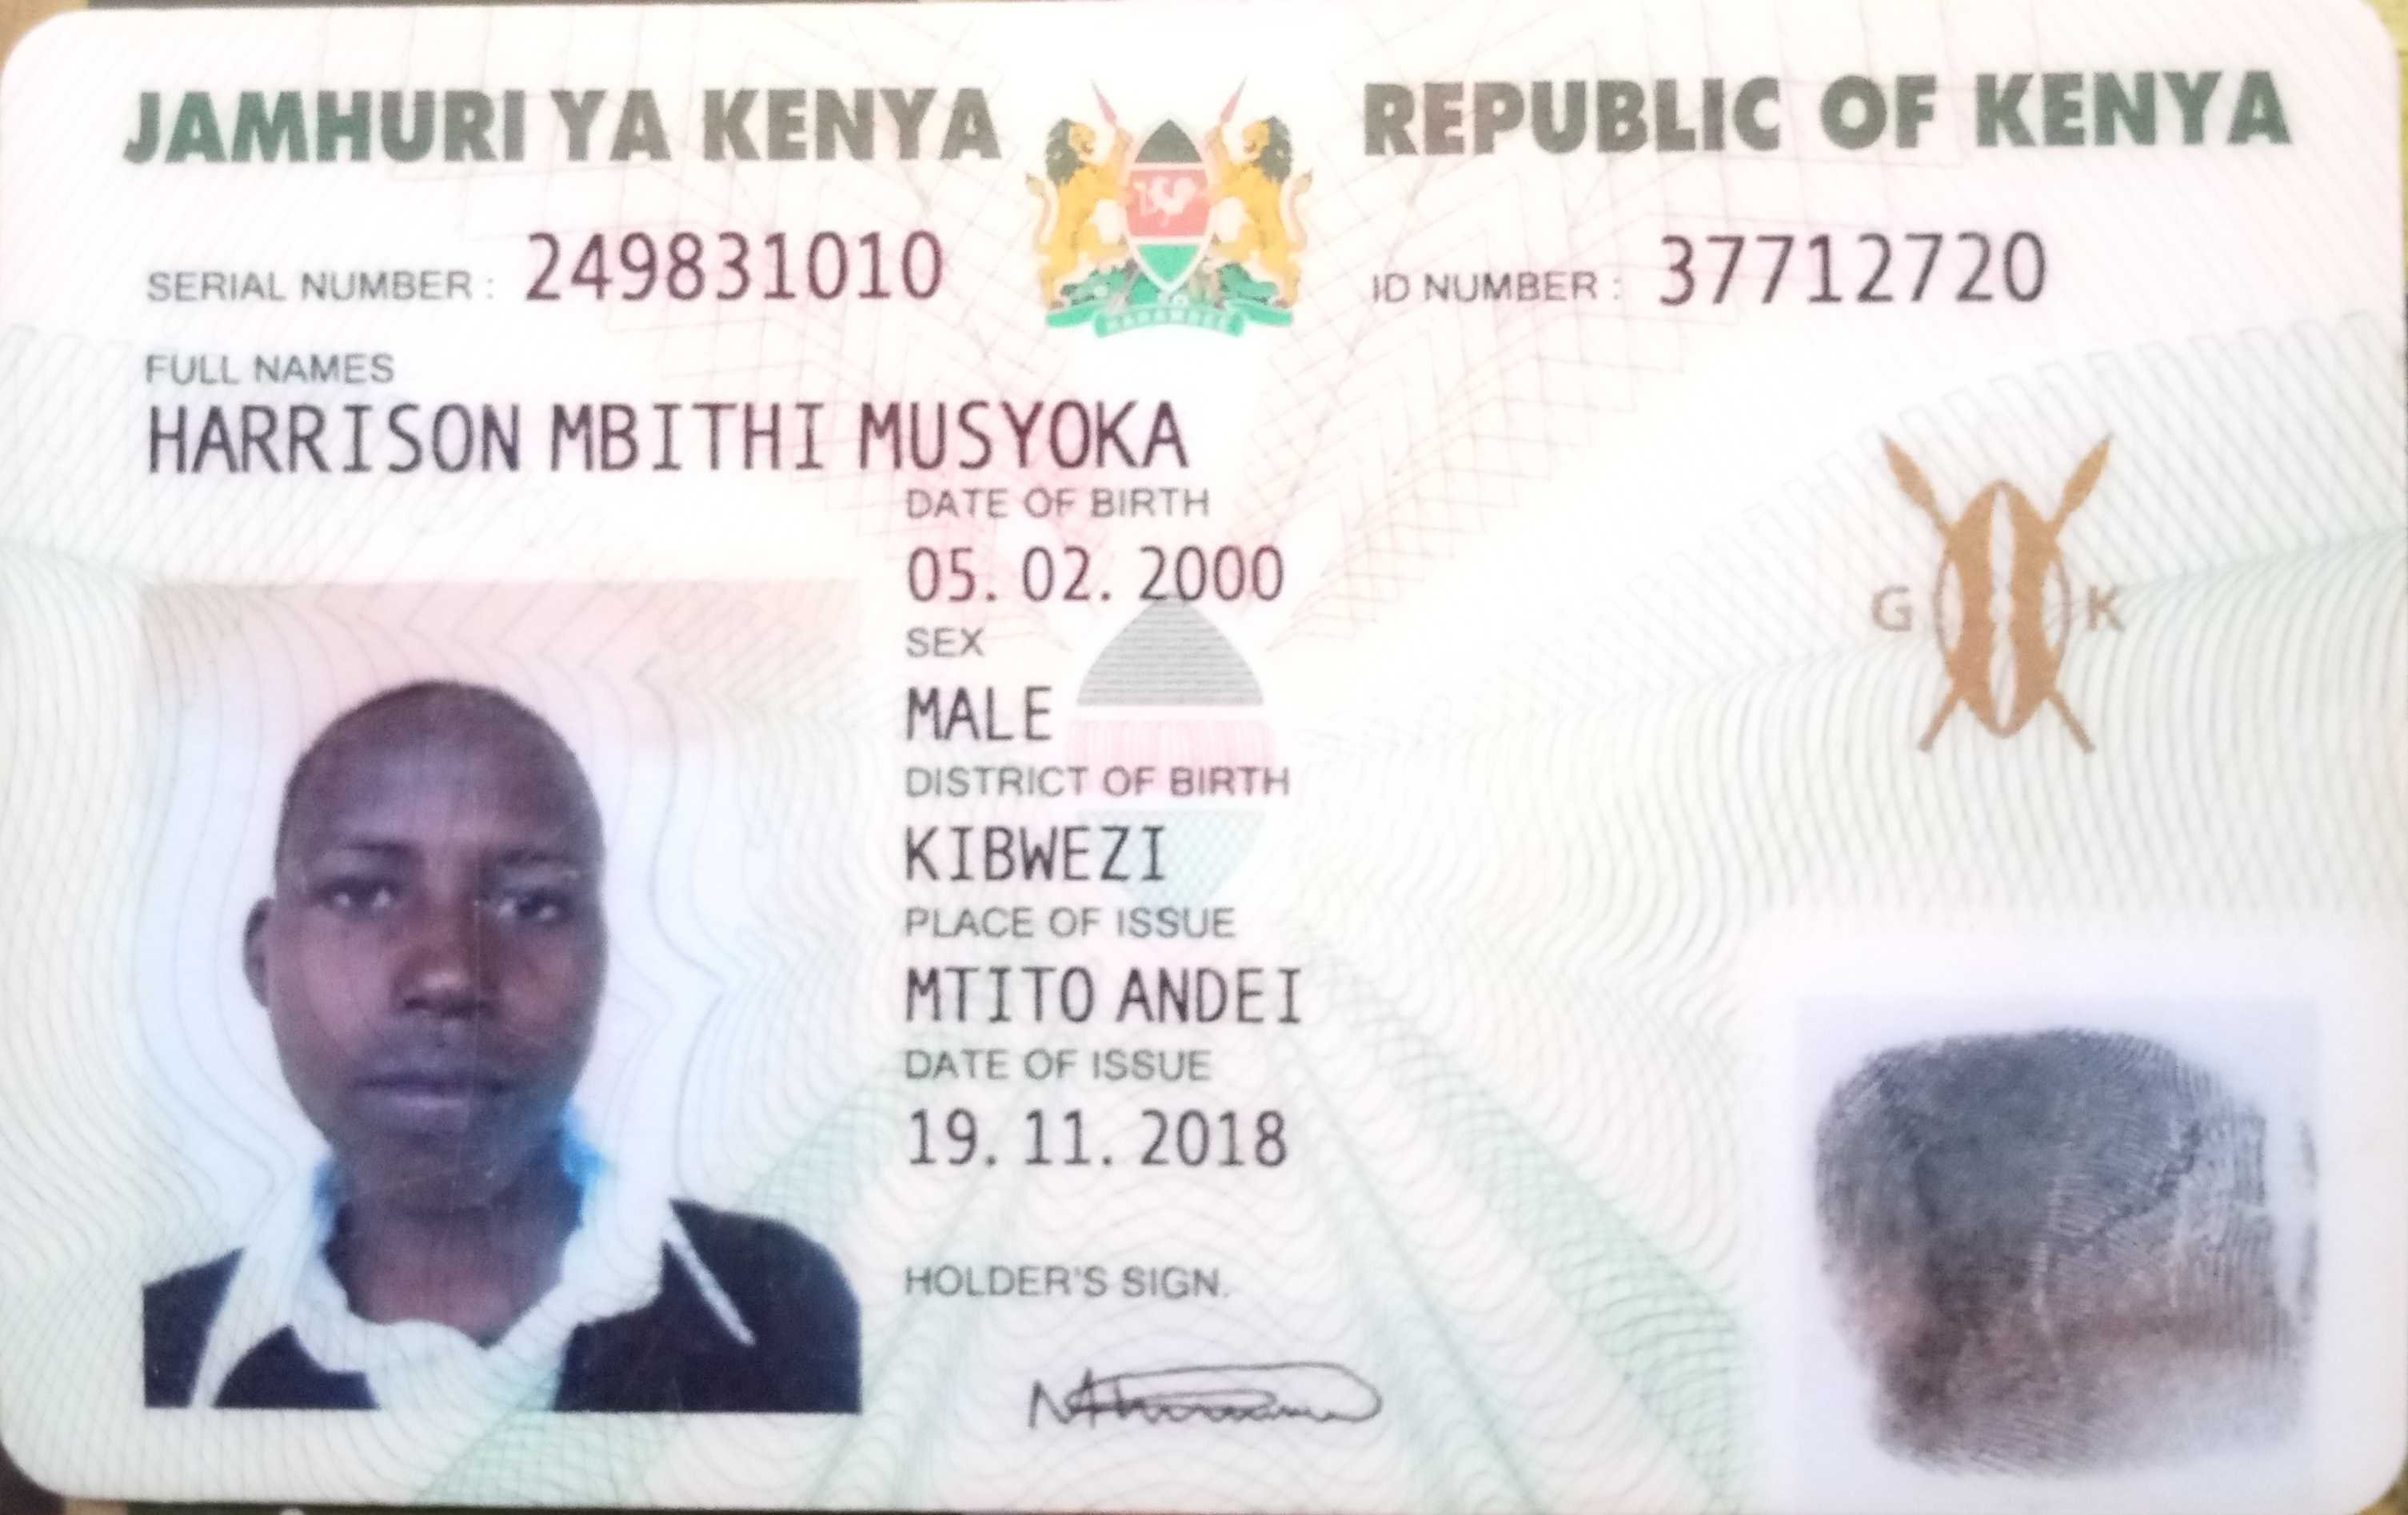 JAMHURI YA KENYA REPUBLIC OF KENYA
SERIAL NUMBER : 249831010 ID NUMBER : 37712720
HARAMBEE
FULL NAMES
HARRISON MBITHI MUSYOKA
DATE OF BIRTH
05. 02. 2000
SEX
MALE
G K
DISTRICT OF BIRTH
KIBWEZI
PLACE OF ISSUE
MTITO ANDEI
DATE OF ISSUE
19. 11. 2018
HOLDER'S SIGN.